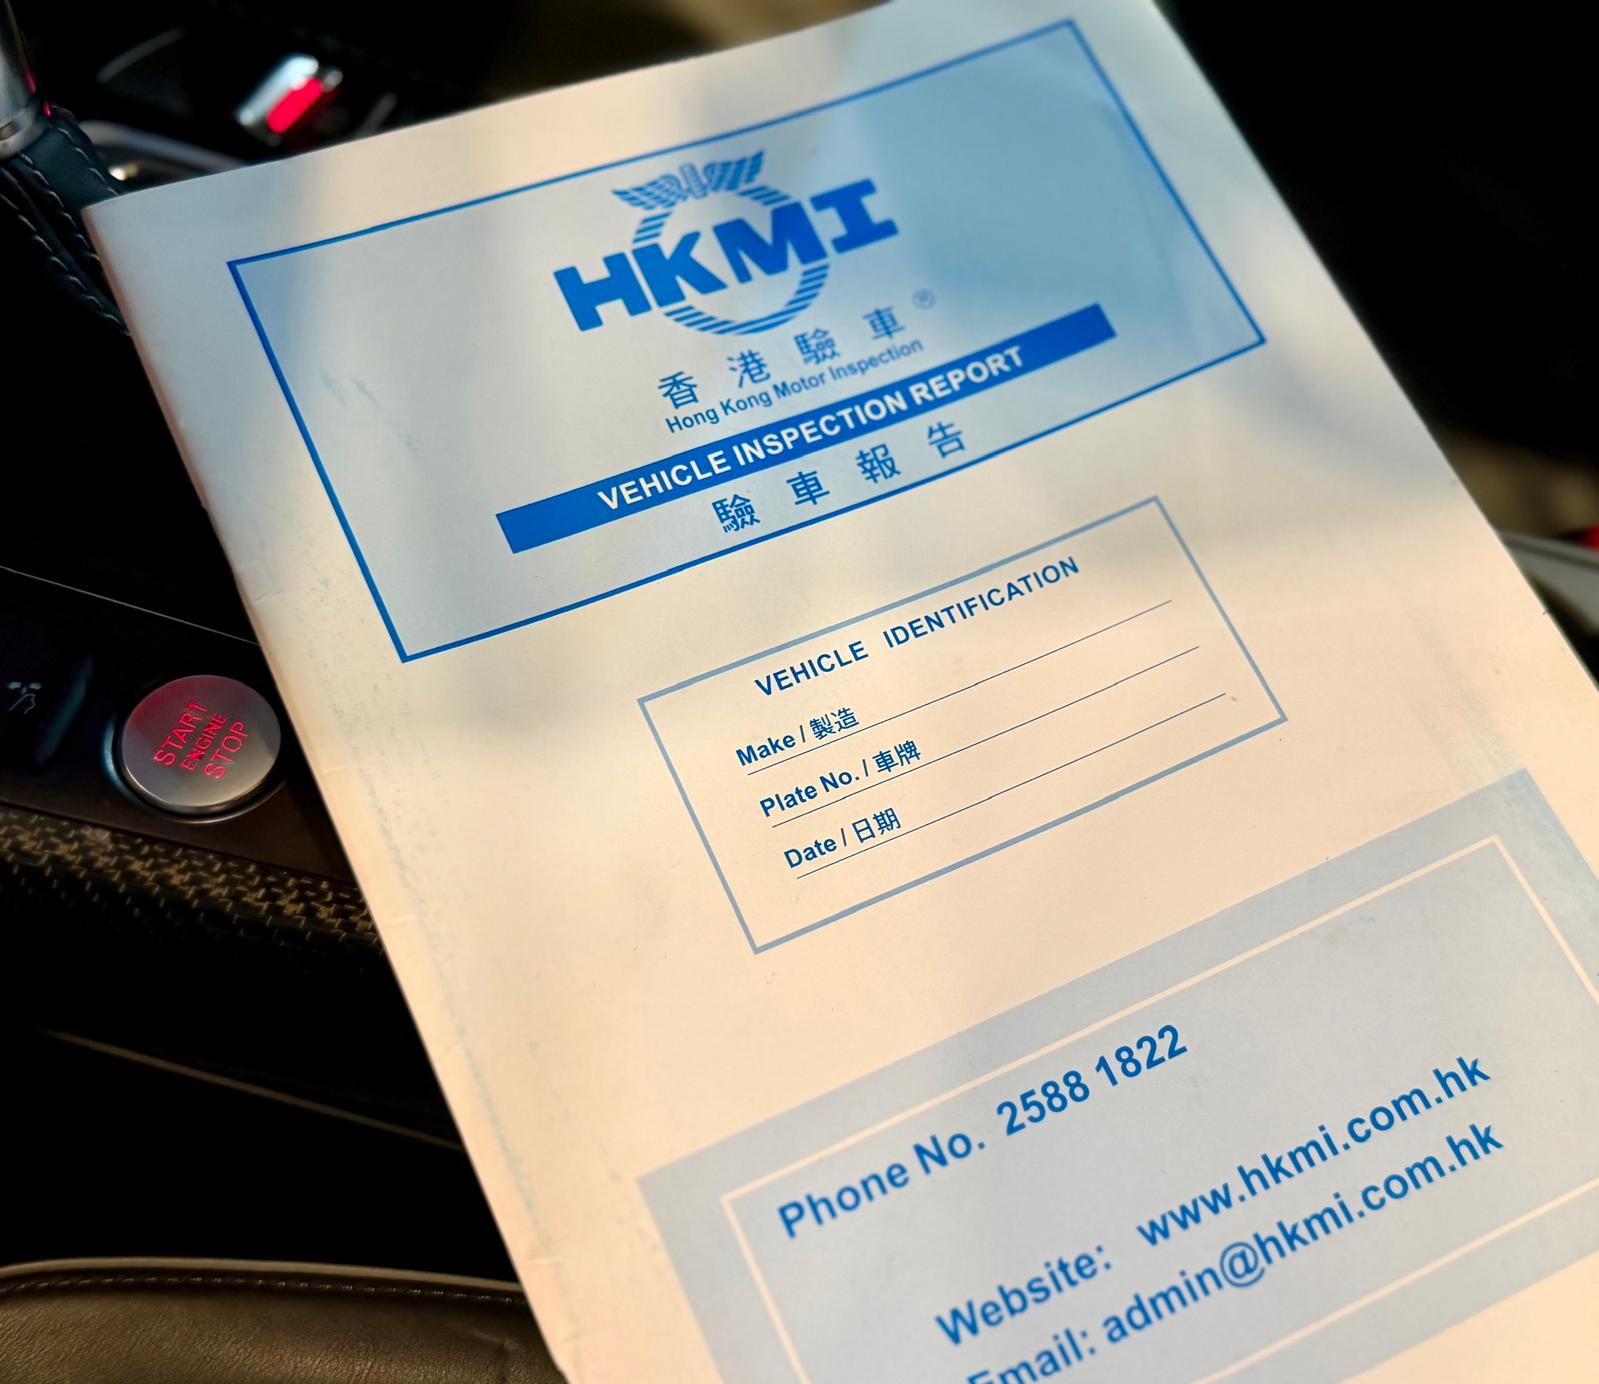 HKMI
香港驗車®
Hong Kong Motor Inspection
VEHICLE INSPECTION REPORT
驗車報告
VEHICLE IDENTIFICATION
Make / 製造
Plate No. / 車牌
Date / 日期
Phone No. 2588 1822
Website: www.hkmi.com.hk
Email: admin@hkmi.com.hk
START
ENGINE
STOP